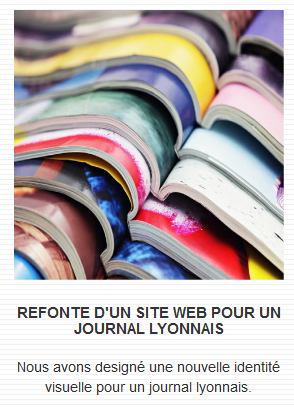 REFONTE D'UN SITE WEB POUR UN
JOURNAL LYONNAIS
Nous avons designé une nouvelle identité
visuelle pour un journal lyonnais.